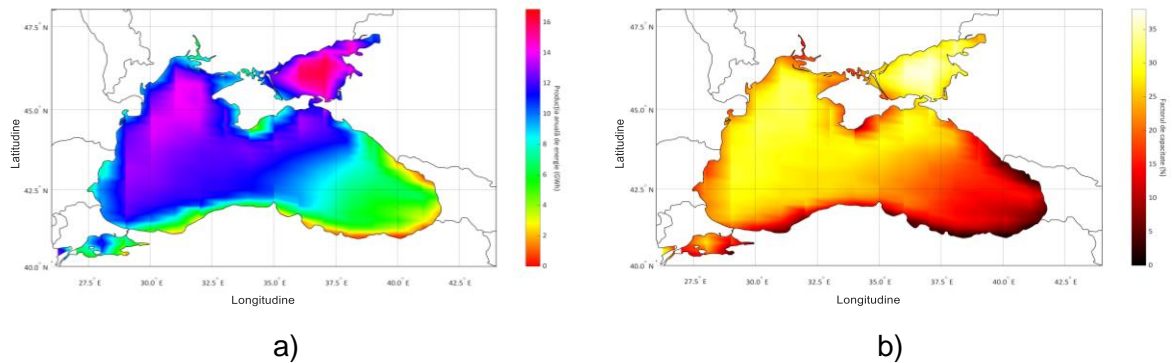 47.5° N
45.0° N
42.5° N
40.0° N
Latitudine
27.5° E 30.0° E 32.5° E 35.0° E 37.5° E 40.0° E 42.5° E
Longitudine
16
14
12
10
8
6
4
2
0
Producția anuală de energie (GWh)
a)
47.5° N
45.0° N
42.5° N
40.0° N
Latitudine
27.5° E 30.0° E 32.5° E 35.0° E 37.5° E 40.0° E 42.5° E
Longitudine
35
30
25
20
15
10
5
0
Factorul de capacitate (%)
b)